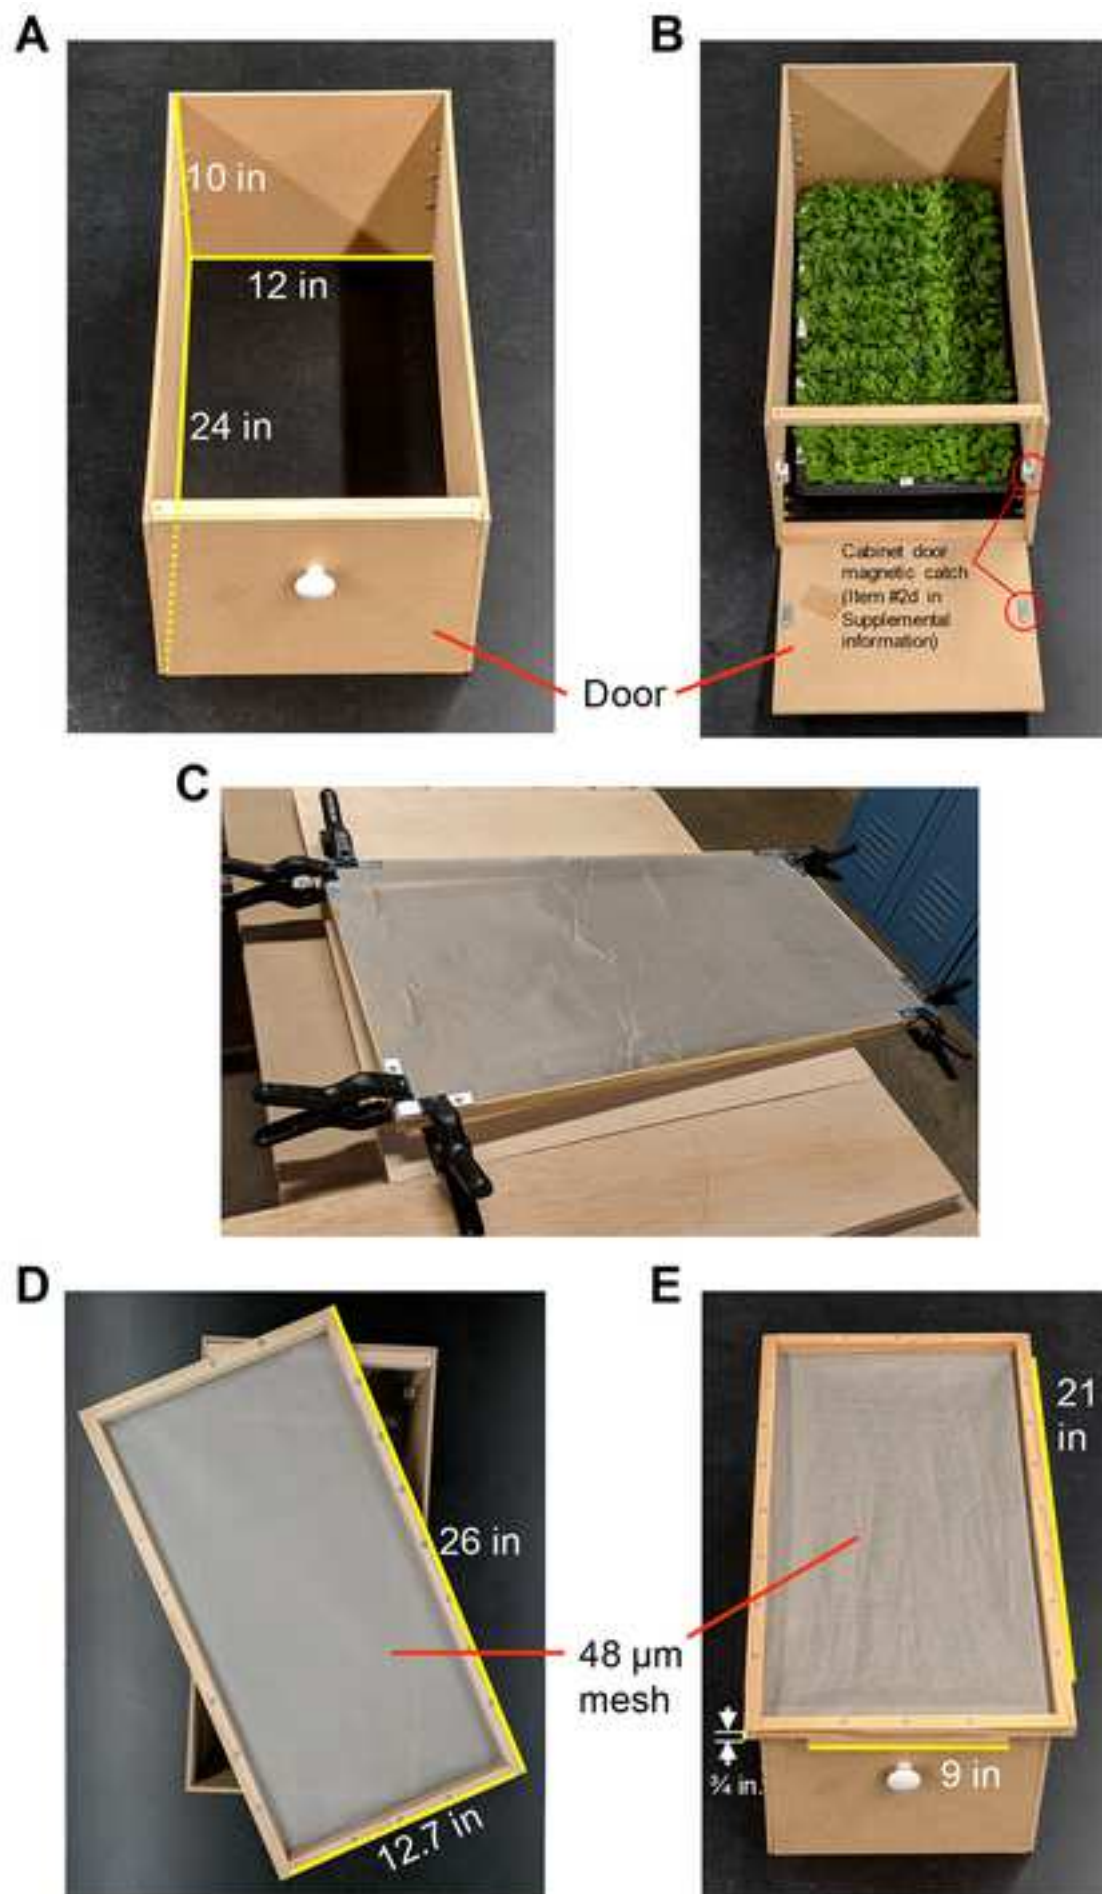 A
B
10 in
12 in
24 in
Cabinet door
magnetic catch
(Item #2d in
Supplemental
information)
Door
C
D
E
21
in
26 in
48 µm
mesh
¾ in.
9 in
12.7 in